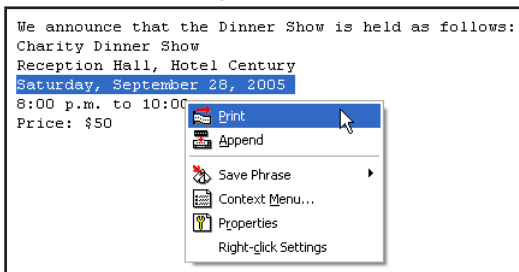 We announce that the Dinner Show is held as follows:
Charity Dinner Show
Reception Hall, Hotel Century
Saturday, September 28, 2005
8:00 p.m. to 10:00
Price: $50
Print
Append
Save Phrase
Context Menu...
Properties
Right-click Settings